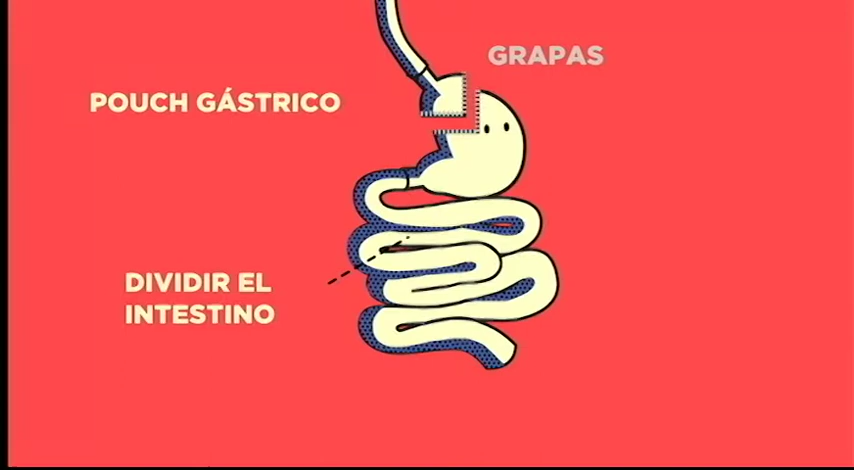 GRAPAS
POUCH GÁSTRICO
DIVIDIR EL
INTESTINO